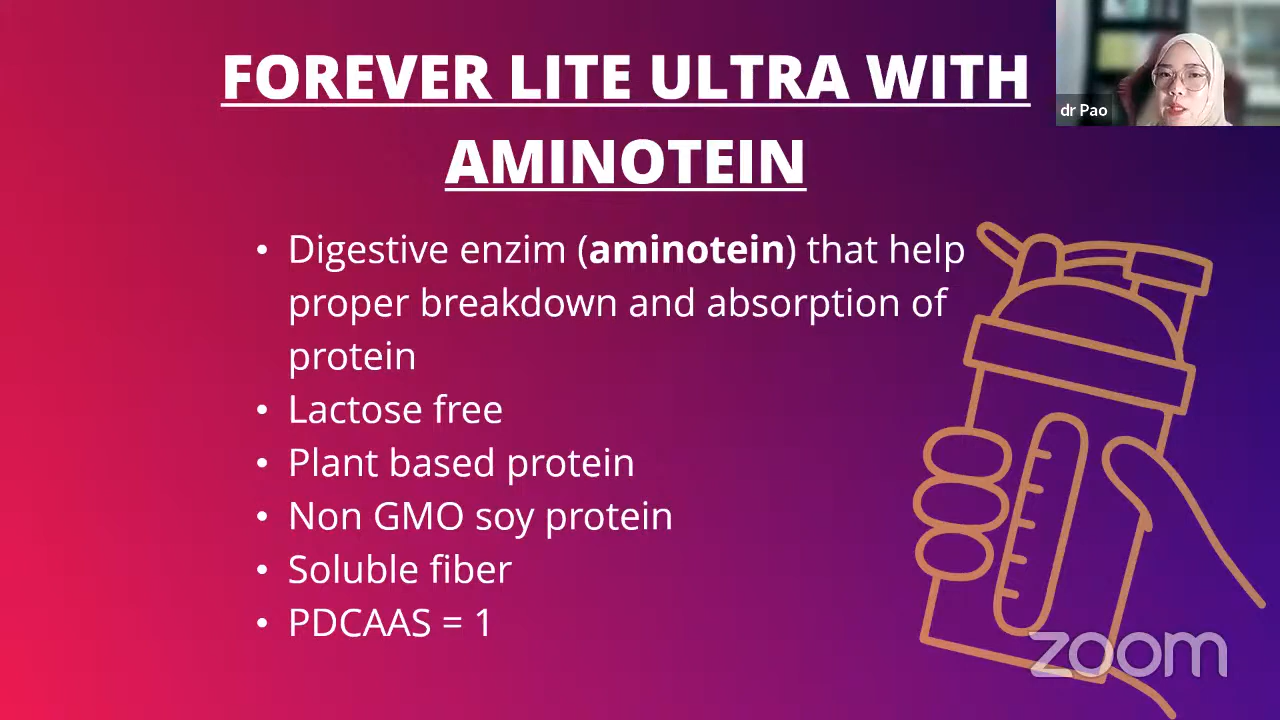 FOREVER LITE ULTRA WITH
AMINOTEIN
dr Pao
• Digestive enzim (aminotein) that help
proper breakdown and absorption of
protein
• Lactose free
• Plant based protein
• Non GMO soy protein
• Soluble fiber
• PDCAAS = 1
zoom